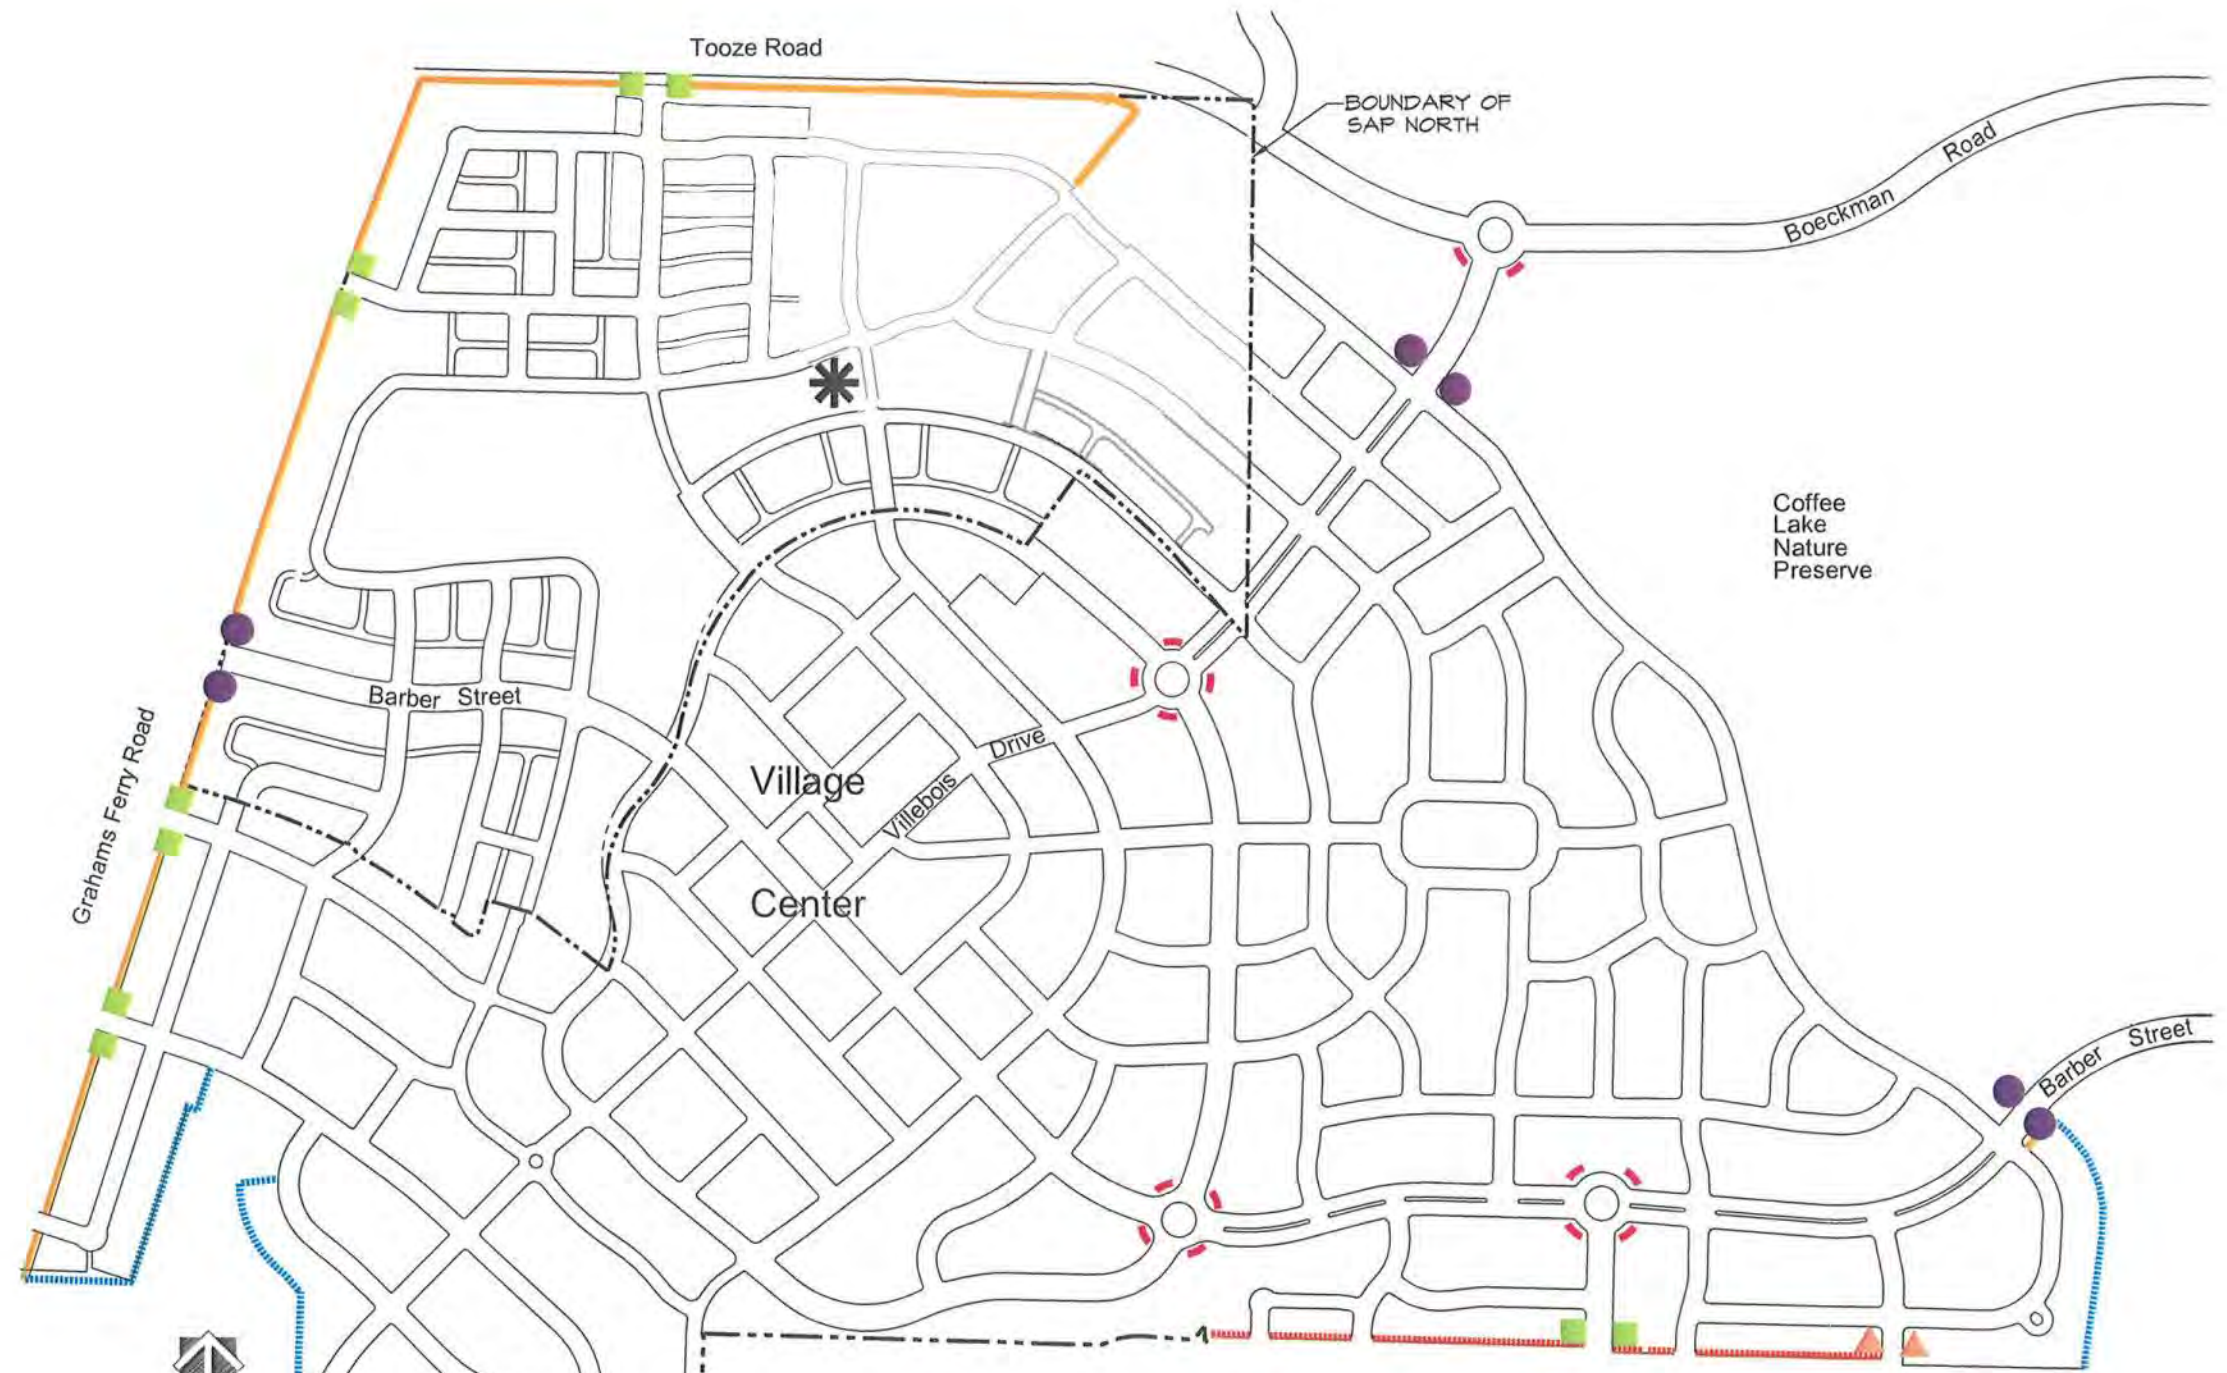 Tooze Road
BOUNDARY OF
SAP NORTH
Boeckman Road
Coffee
Lake
Nature
Preserve
Barber Street
Grahams Ferry Road
Village
Center
Villebois Drive
Barber Street